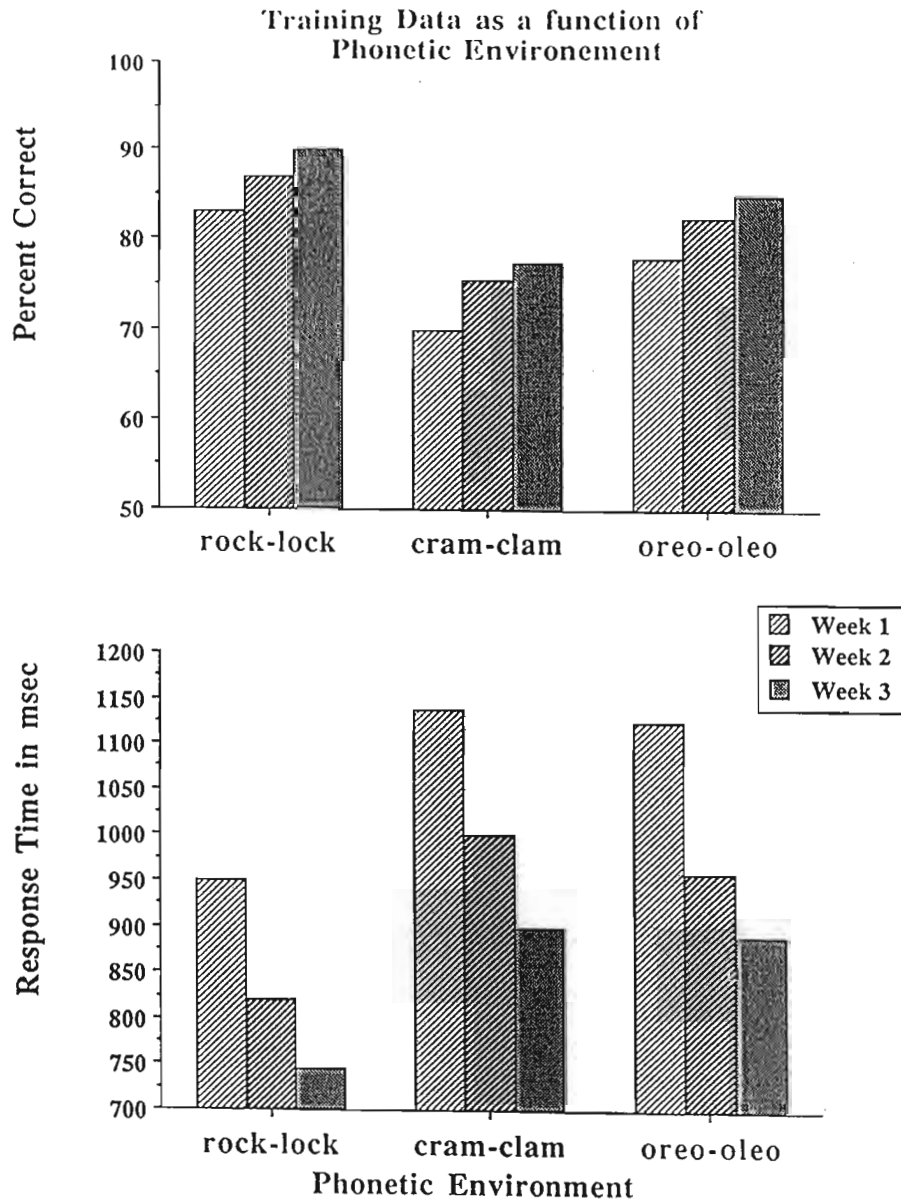 Training Data as a function of
Phonetic Environement
Percent Correct
100
90
80
70
60
50
rock-lock
cram-clam
oreo-oleo
Week 1
Week 2
Week 3
Response Time in msec
1200
1150
1100
1050
1000
950
900
850
800
750
700
rock-lock
cram-clam
oreo-oleo
Phonetic Environment